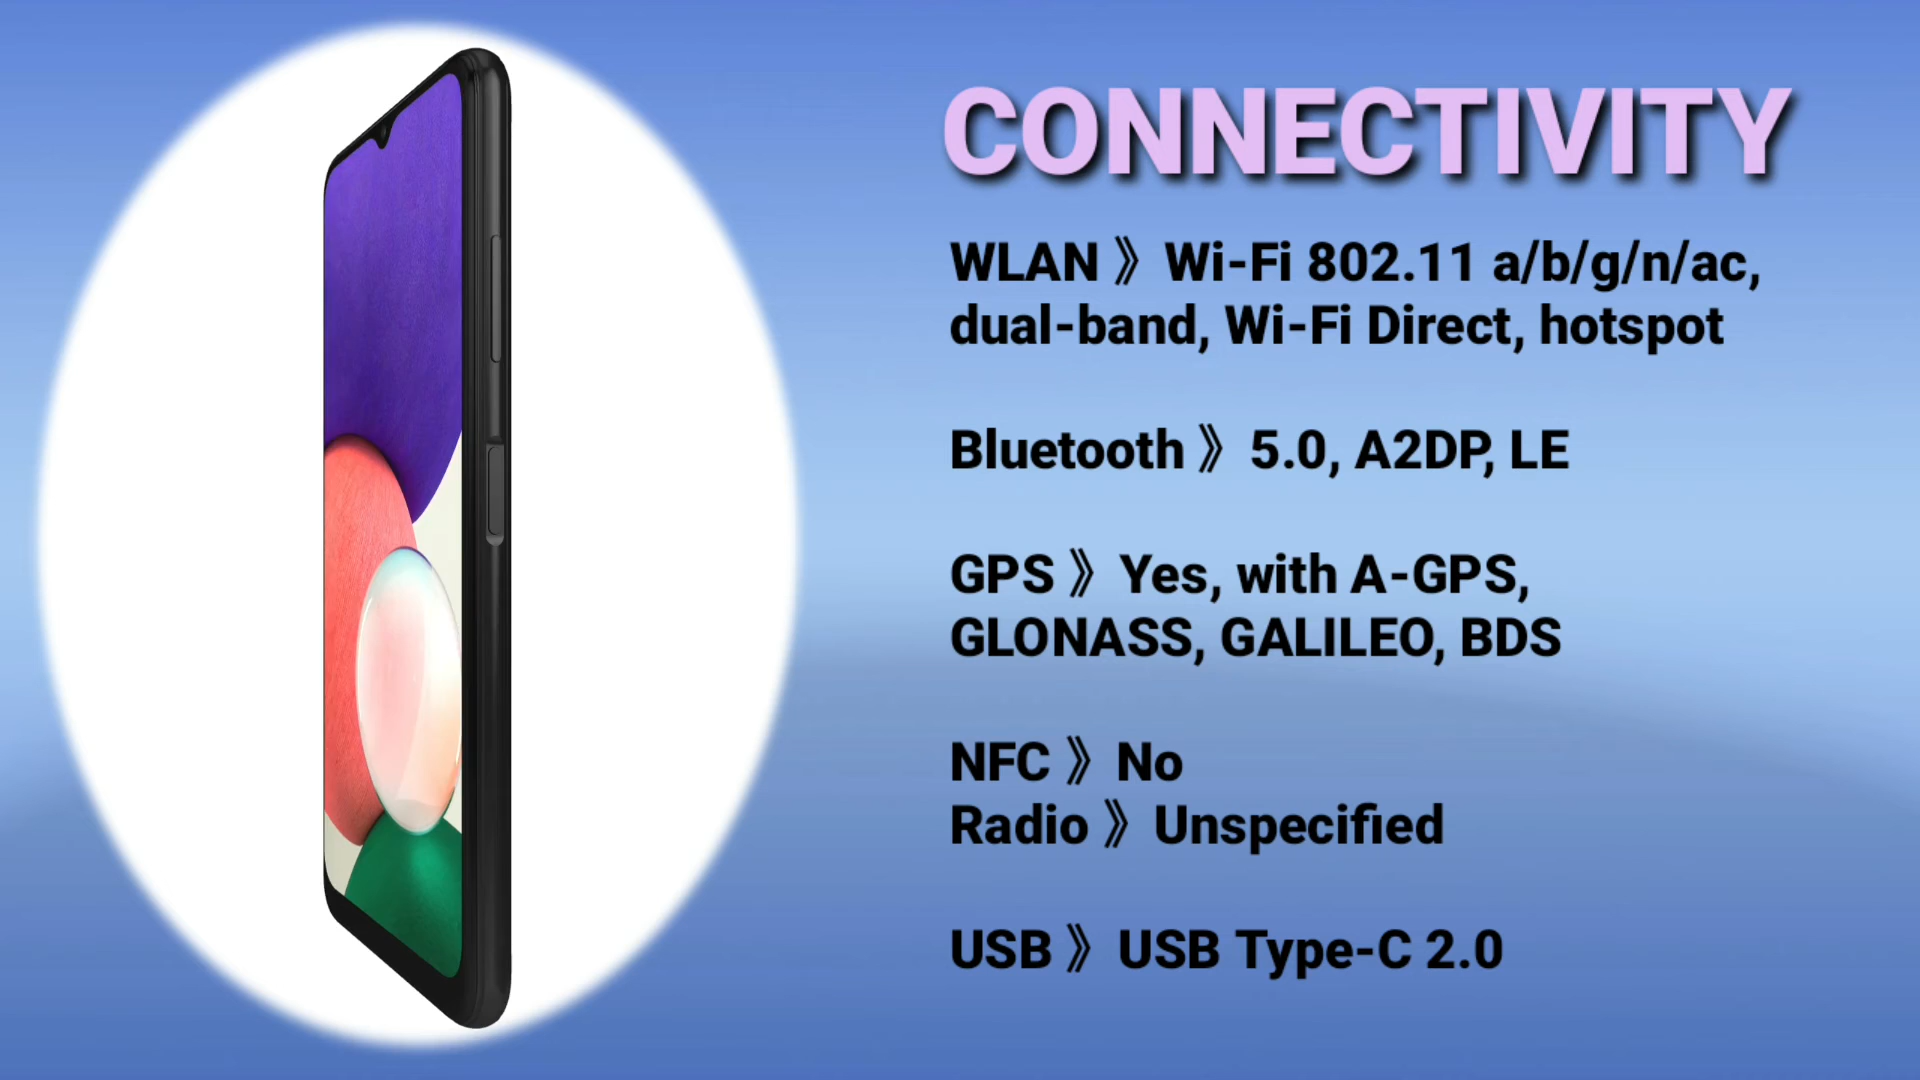 CONNECTIVITY
WLAN 》 Wi-Fi 802.11 a/b/g/n/ac,
dual-band, Wi-Fi Direct, hotspot
Bluetooth 》 5.0, A2DP, LE
GPS 》 Yes, with A-GPS,
GLONASS, GALILEO, BDS
NFC 》 No
Radio 》 Unspecified
USB 》 USB Type-C 2.0